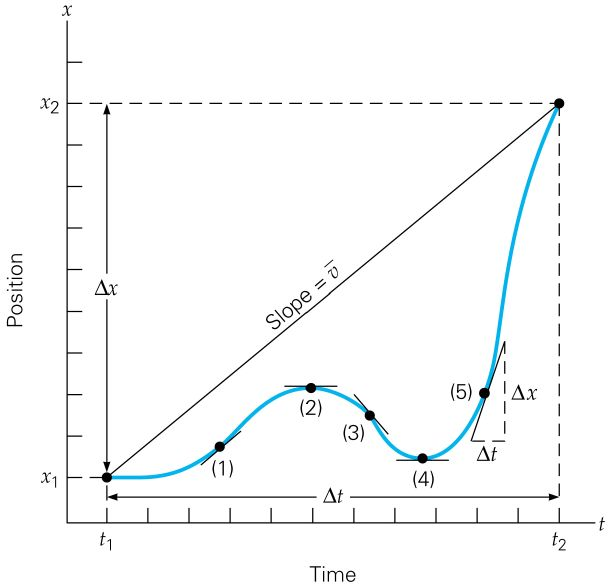 x
x₂
Slope = v̄
Position
Δx
(2)
(5)
Δx
(3)
(1)
Δt
(4)
x₁
Δt
t
t₁
t₂
Time